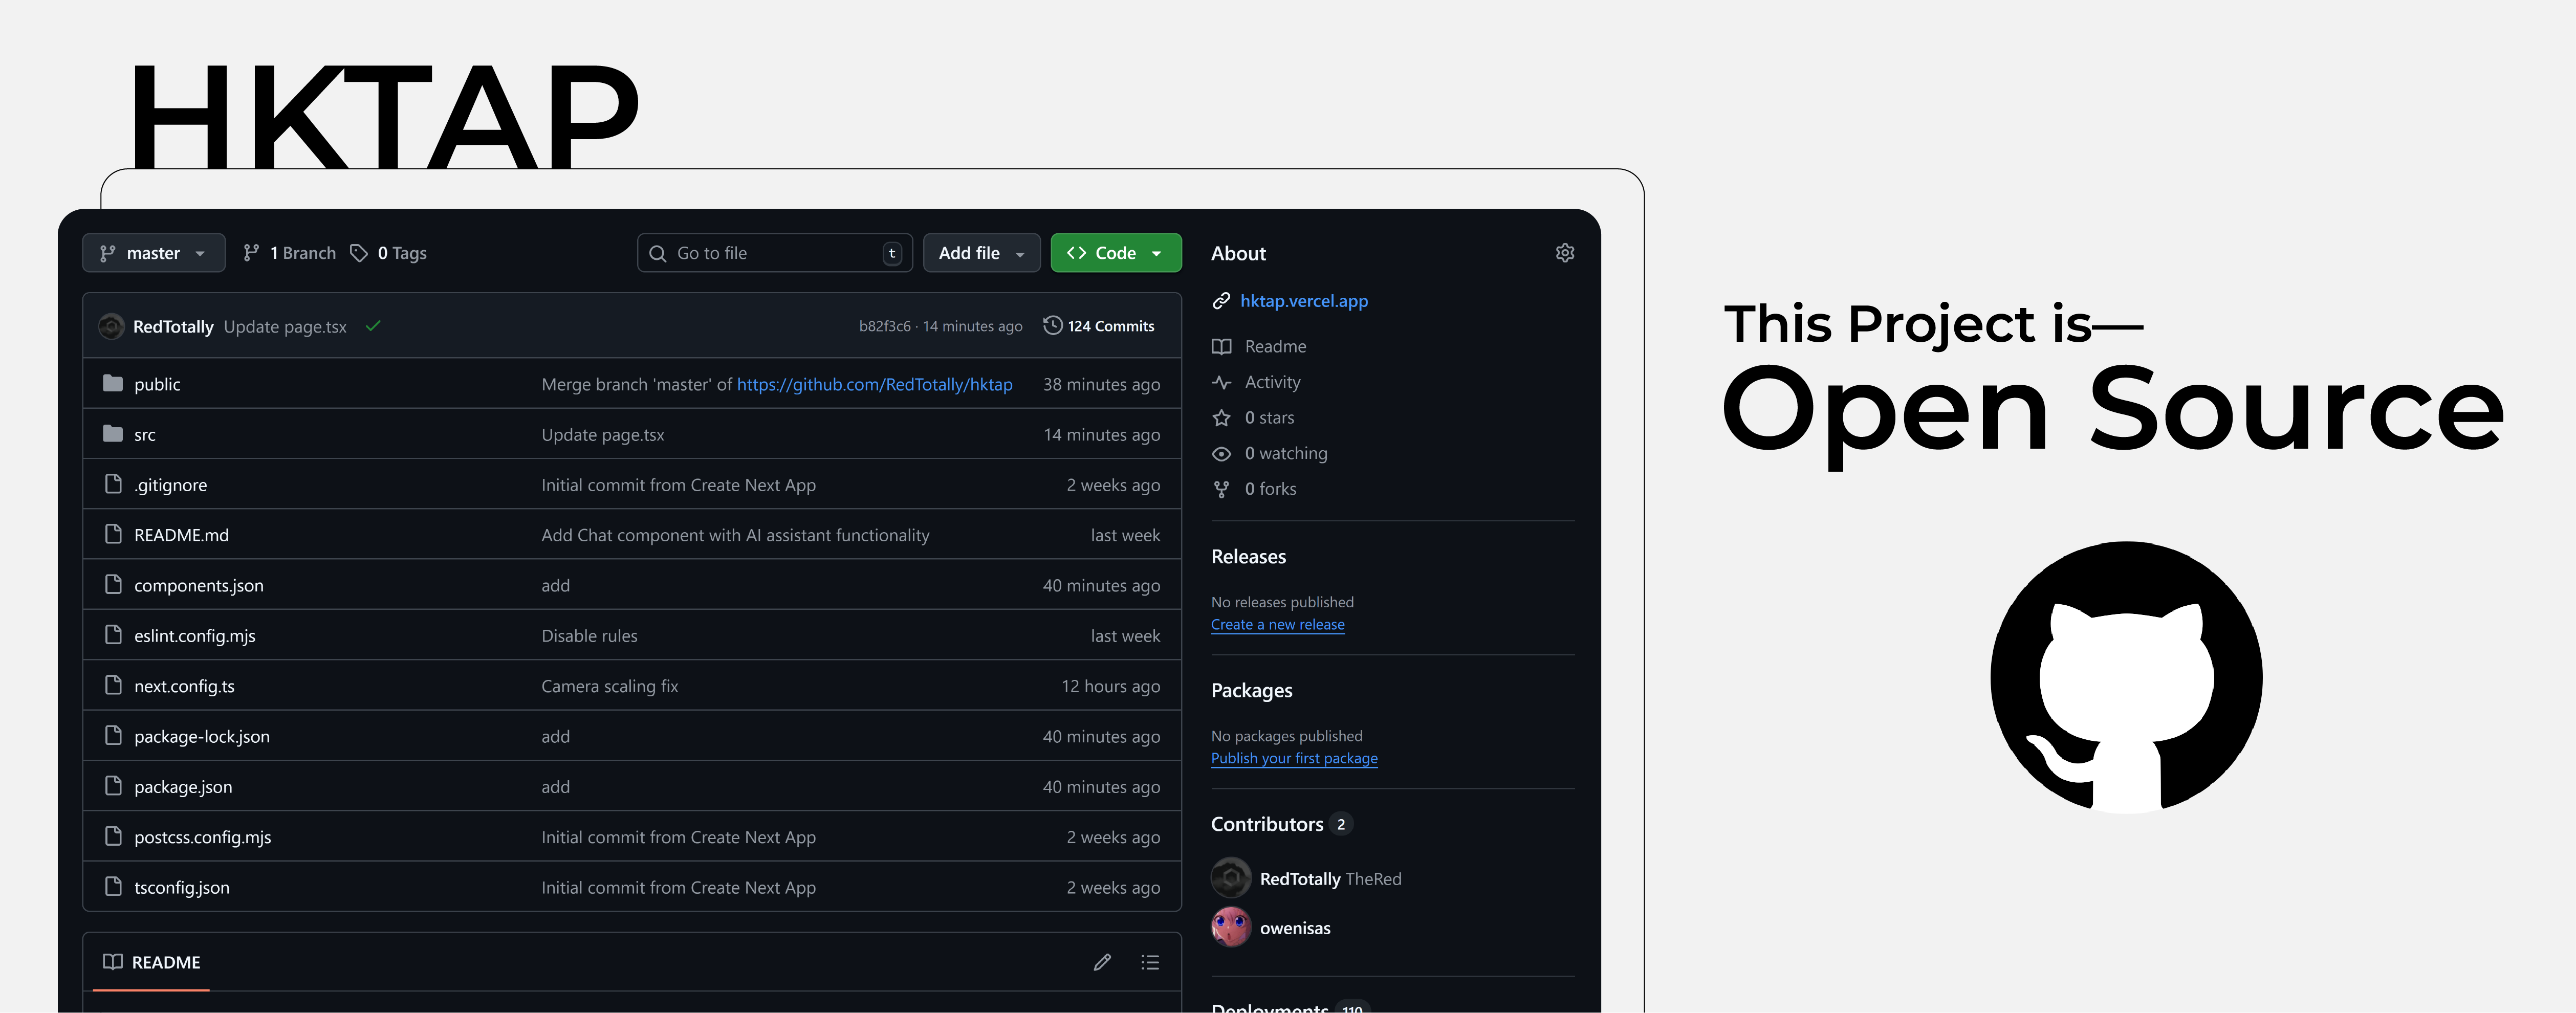 HKTAP
master
1 Branch
0 Tags
Go to file
t
Add file
Code
RedTotally Update page.tsx
b82f3c6 · 14 minutes ago
124 Commits
public
Merge branch 'master' of https://github.com/RedTotally/hktap
38 minutes ago
src
Update page.tsx
14 minutes ago
.gitignore
Initial commit from Create Next App
2 weeks ago
README.md
Add Chat component with AI assistant functionality
last week
components.json
add
40 minutes ago
eslint.config.mjs
Disable rules
last week
next.config.ts
Camera scaling fix
12 hours ago
package-lock.json
add
40 minutes ago
package.json
add
40 minutes ago
postcss.config.mjs
Initial commit from Create Next App
2 weeks ago
tsconfig.json
Initial commit from Create Next App
2 weeks ago
README
About
hktap.vercel.app
Readme
Activity
0 stars
0 watching
0 forks
Releases
No releases published
Create a new release
Packages
No packages published
Publish your first package
Contributors 2
RedTotally TheRed
owenisas
Deployments 110
This Project is—
Open Source